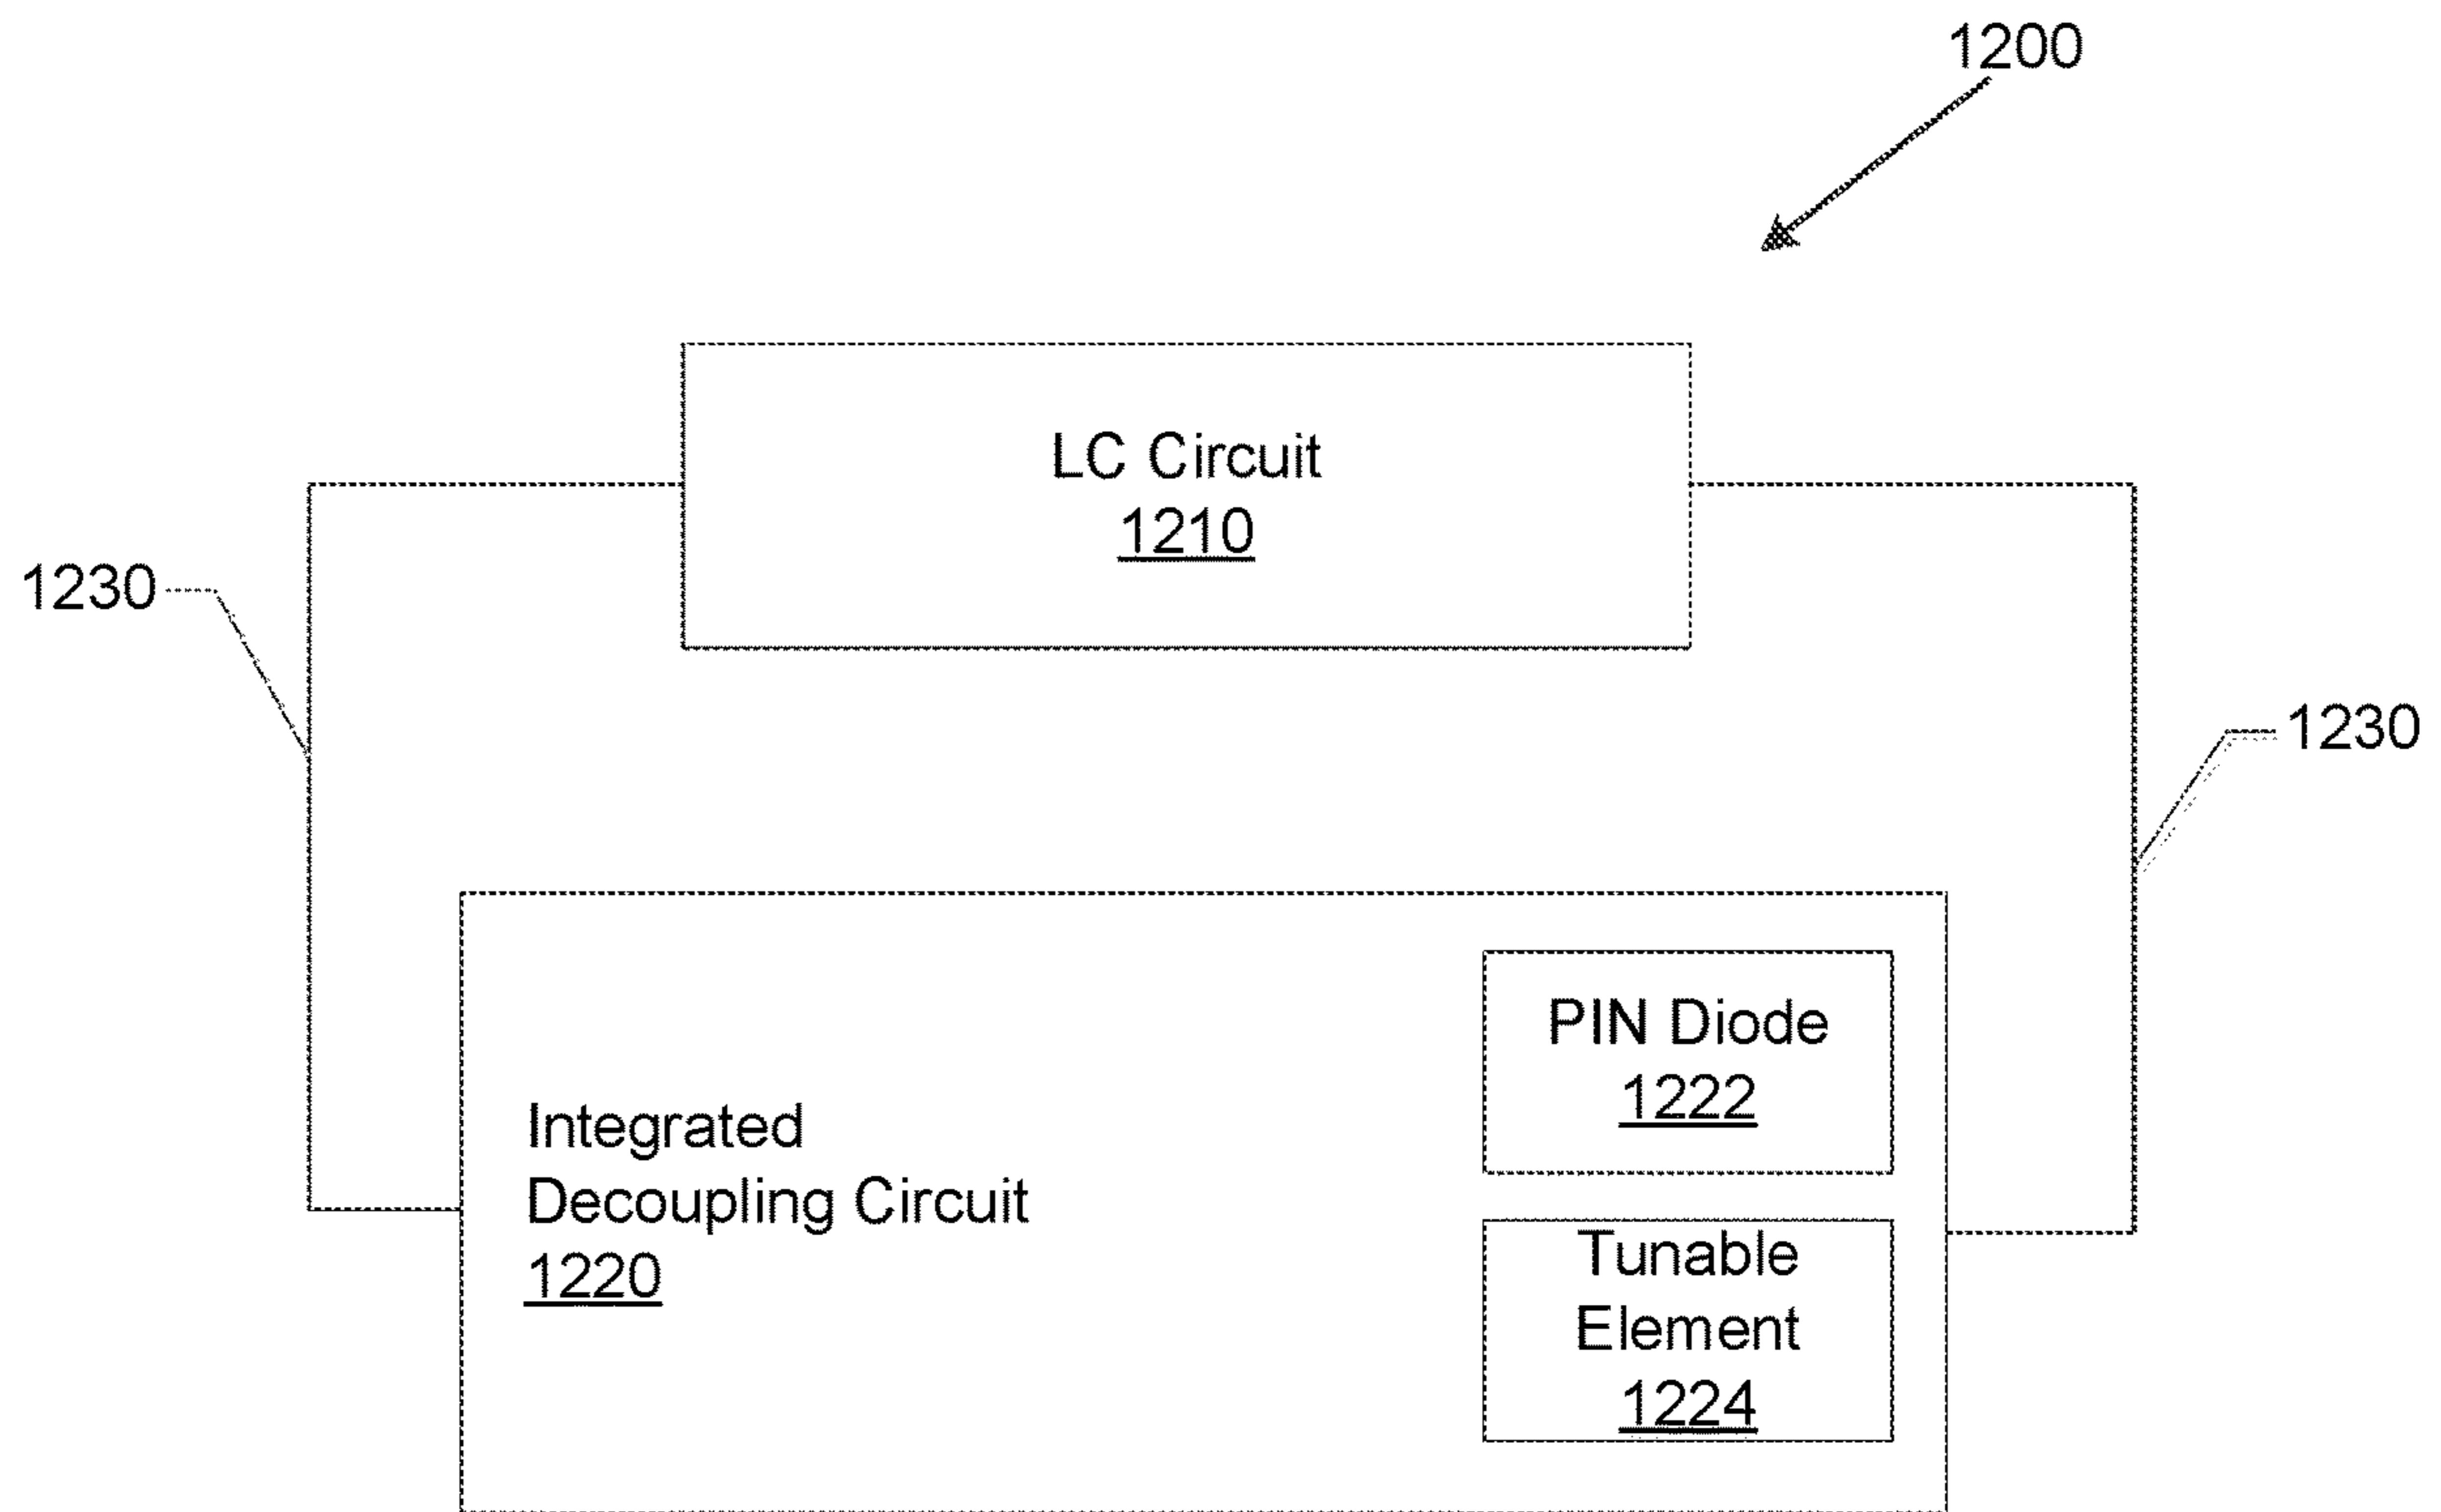 1200
LC Circuit
1210
1230
1230
PIN Diode
1222
Integrated
Decoupling Circuit
1220
Tunable
Element
1224